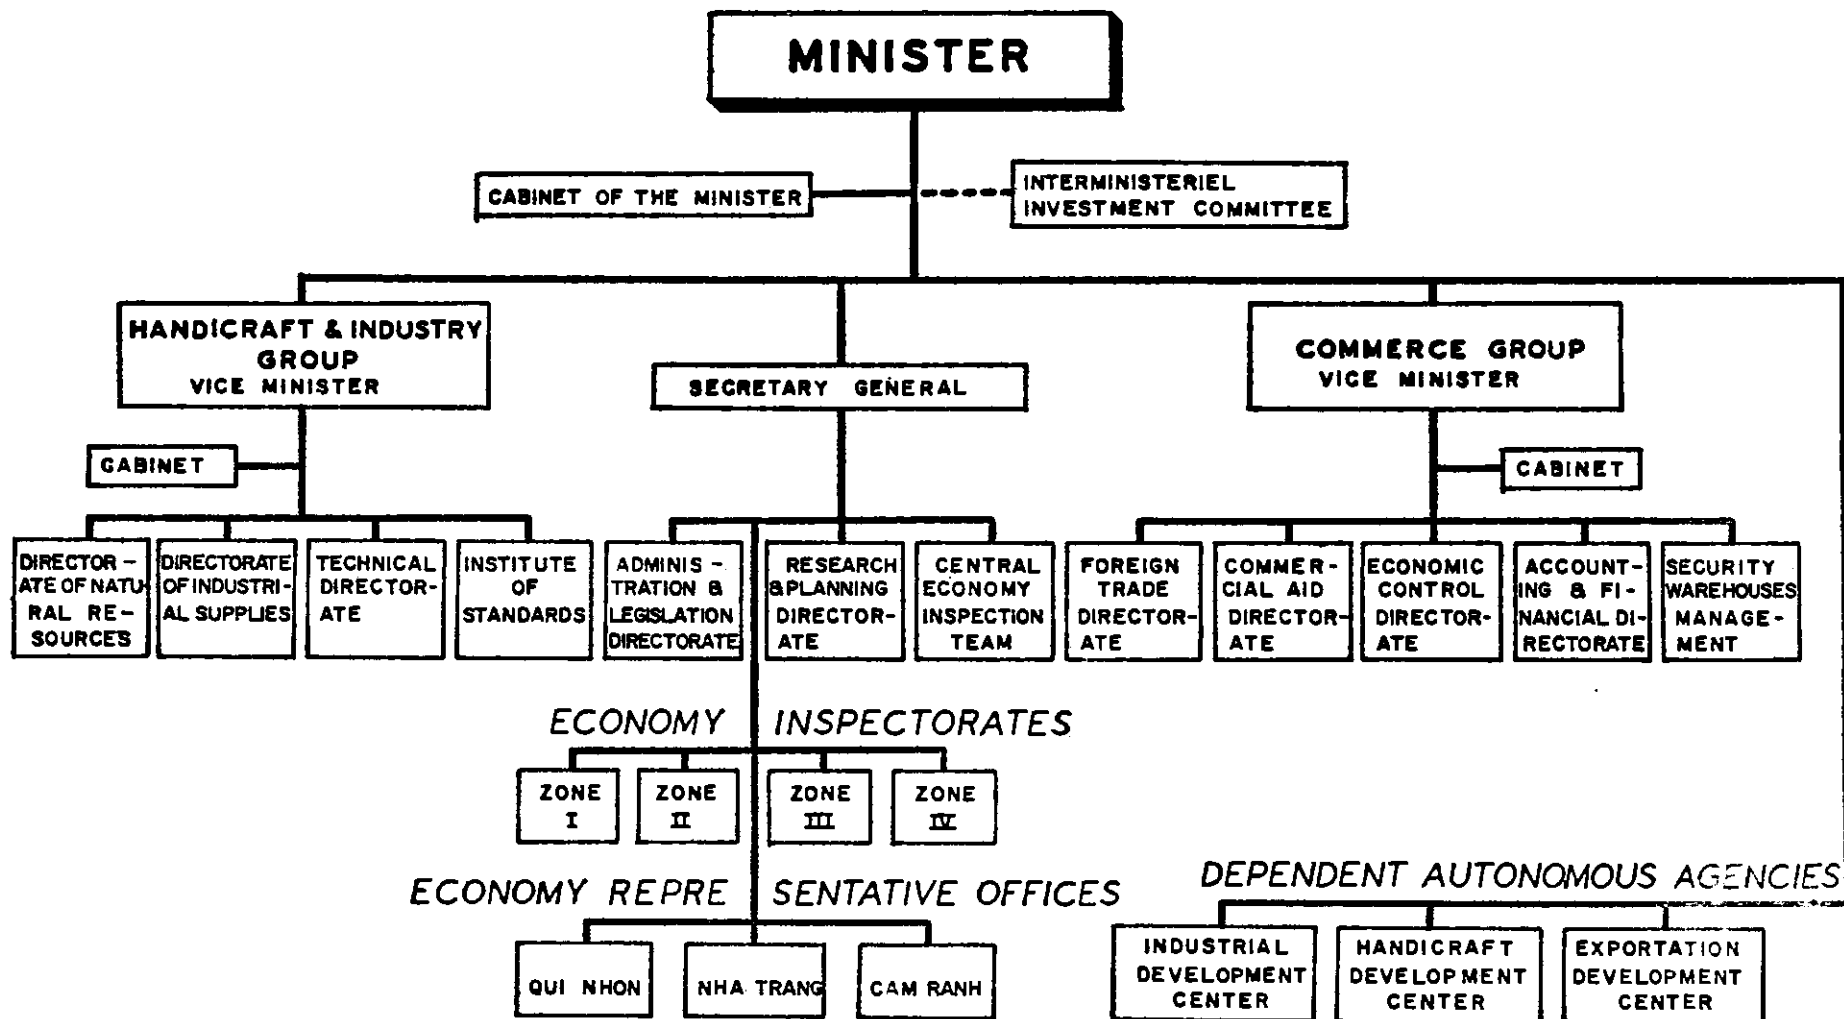 MINISTER
CABINET OF THE MINISTER
INTERMINISTERIEL
INVESTMENT COMMITTEE
HANDICRAFT & INDUSTRY
GROUP
VICE MINISTER
SECRETARY GENERAL
COMMERCE GROUP
VICE MINISTER
CABINET
CABINET
DIRECTOR-
ATE OF NATU-
RAL RE-
SOURCES
DIRECTORATE
OF INDUSTRI-
AL SUPPLIES
TECHNICAL
DIRECTOR-
ATE
INSTITUTE
OF
STANDARDS
ADMINIS-
TRATION &
LEGISLATION
DIRECTORATE
RESEARCH
& PLANNING
DIRECTOR-
ATE
CENTRAL
ECONOMY
INSPECTION
TEAM
FOREIGN
TRADE
DIRECTOR-
ATE
COMMER-
CIAL AID
DIRECTOR-
ATE
ECONOMIC
CONTROL
DIRECTOR-
ATE
ACCOUNT-
ING & FI-
NANCIAL DI-
RECTORATE
SECURITY
WAREHOUSES
MANAGE-
MENT
ECONOMY INSPECTORATES
ZONE
I
ZONE
II
ZONE
III
ZONE
IV
ECONOMY REPRE SENTATIVE OFFICES
QUI NHON
NHA TRANG
CAM RANH
DEPENDENT AUTONOMOUS AGENCIES
INDUSTRIAL
DEVELOPMENT
CENTER
HANDICRAFT
DEVELOPMENT
CENTER
EXPORTATION
DEVELOPMENT
CENTER